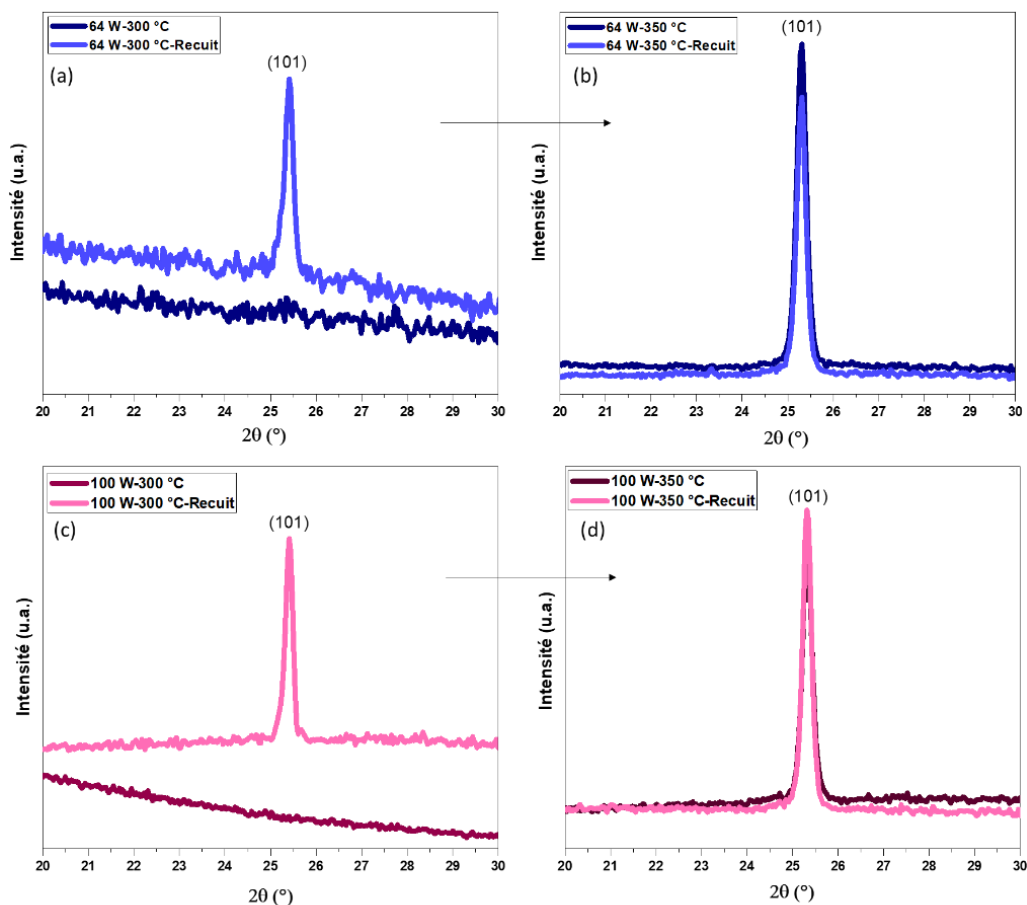 64 W-300 °C
64 W-300 °C-Recuit
(a)
(101)
Intensité (u.a.)
20 21 22 23 24 25 26 27 28 29 30
2θ (°)
64 W-350 °C
64 W-350 °C-Recuit
(b)
(101)
Intensité (u.a.)
20 21 22 23 24 25 26 27 28 29 30
2θ (°)
100 W-300 °C
100 W-300 °C-Recuit
(c)
(101)
Intensité (u.a.)
20 21 22 23 24 25 26 27 28 29 30
2θ (°)
100 W-350 °C
100 W-350 °C-Recuit
(d)
(101)
Intensité (u.a.)
20 21 22 23 24 25 26 27 28 29 30
2θ (°)